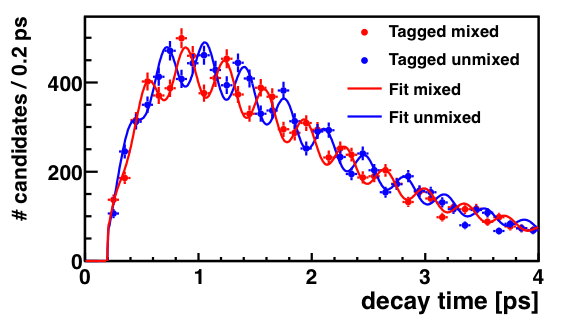 # candidates / 0.2 ps
400
200
0
Tagged mixed
Tagged unmixed
Fit mixed
Fit unmixed
0 1 2 3 4
decay time [ps]